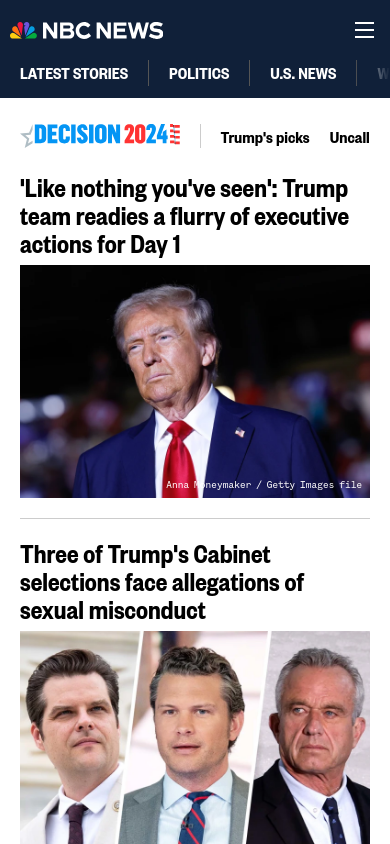 NBC NEWS
LATEST STORIES
POLITICS
U.S. NEWS
DECISION 2024
Trump's picks
Uncall
'Like nothing you've seen': Trump
team readies a flurry of executive
actions for Day 1
Anna Moneymaker / Getty Images file
Three of Trump's Cabinet
selections face allegations of
sexual misconduct